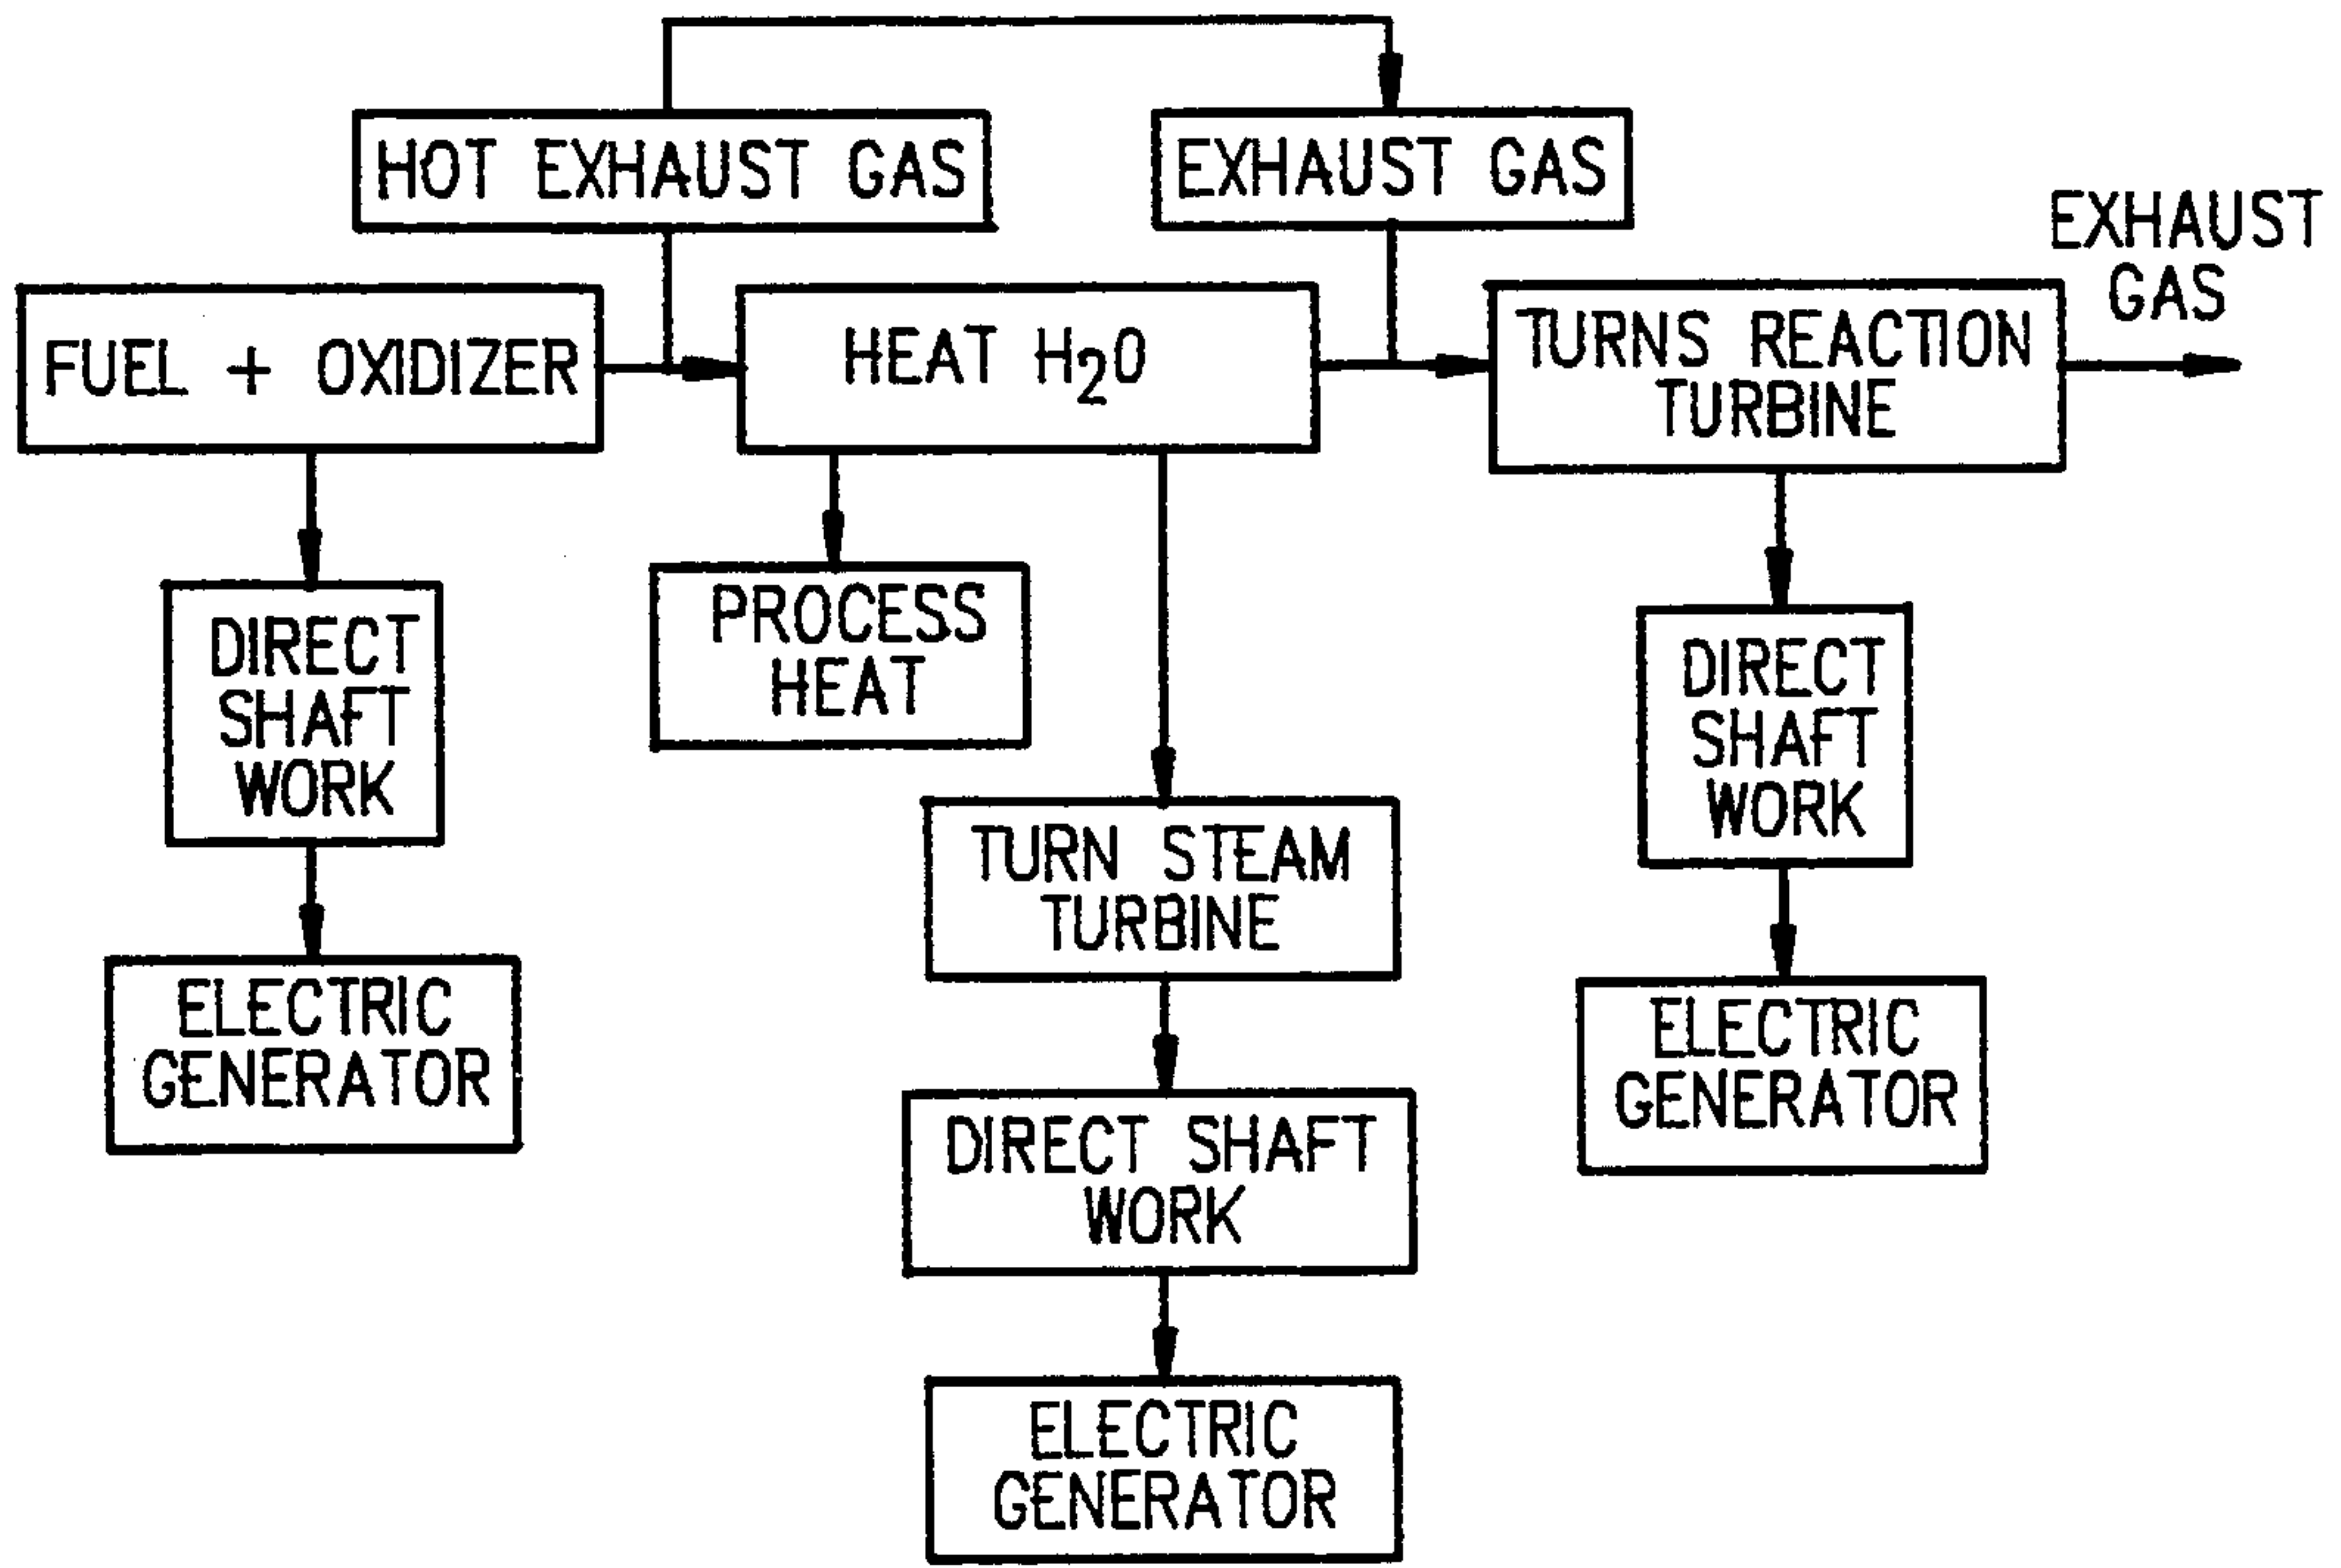 HOT EXHAUST GAS
EXHAUST GAS
EXHAUST
GAS
FUEL + OXIDIZER
HEAT H₂O
TURNS REACTION
TURBINE
DIRECT
SHAFT
WORK
PROCESS
HEAT
DIRECT
SHAFT
WORK
TURN STEAM
TURBINE
ELECTRIC
GENERATOR
ELECTRIC
GENERATOR
DIRECT SHAFT
WORK
ELECTRIC
GENERATOR